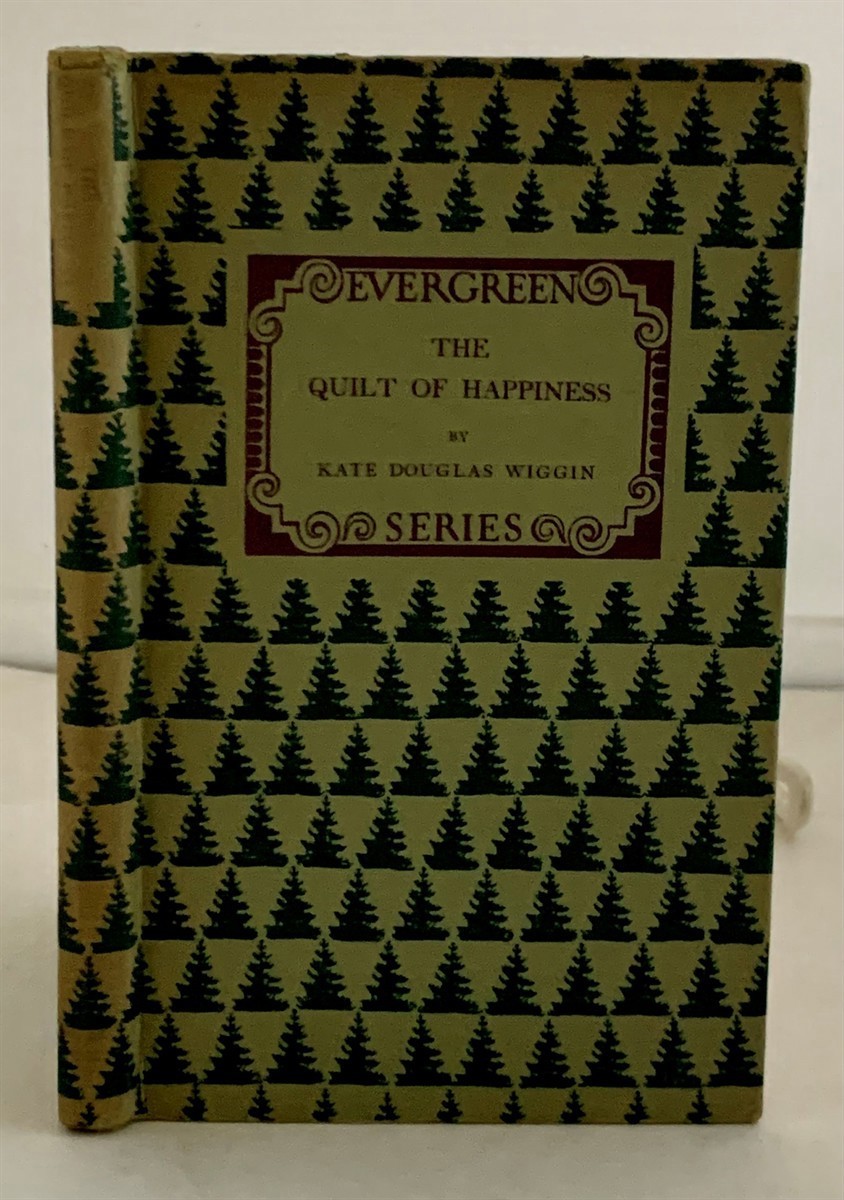 EVERGREEN
THE
QUILT OF HAPPINESS
BY
KATE DOUGLAS WIGGIN
SERIES